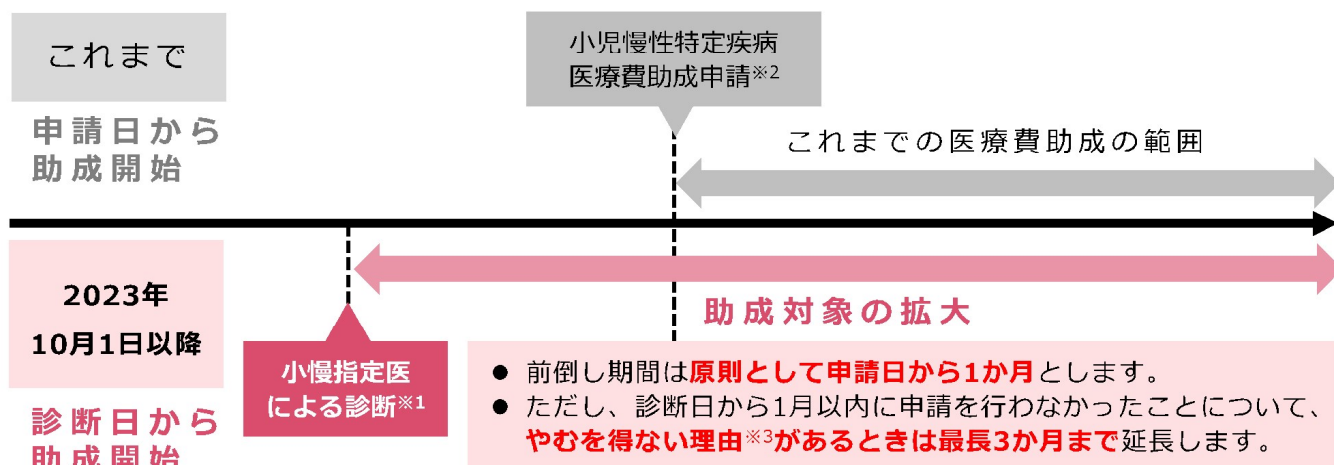 これまで
申請日から
助成開始
小児慢性特定疾病
医療費助成申請※2
これまでの医療費助成の範囲
2023年
10月1日以降
診断日から
助成開始
小慢指定医
による診断※1
助成対象の拡大
● 前倒し期間は原則として申請日から1か月とします。
● ただし、診断日から1月以内に申請を行わなかったことについて、
やむを得ない理由※3があるときは最長3か月まで延長します。